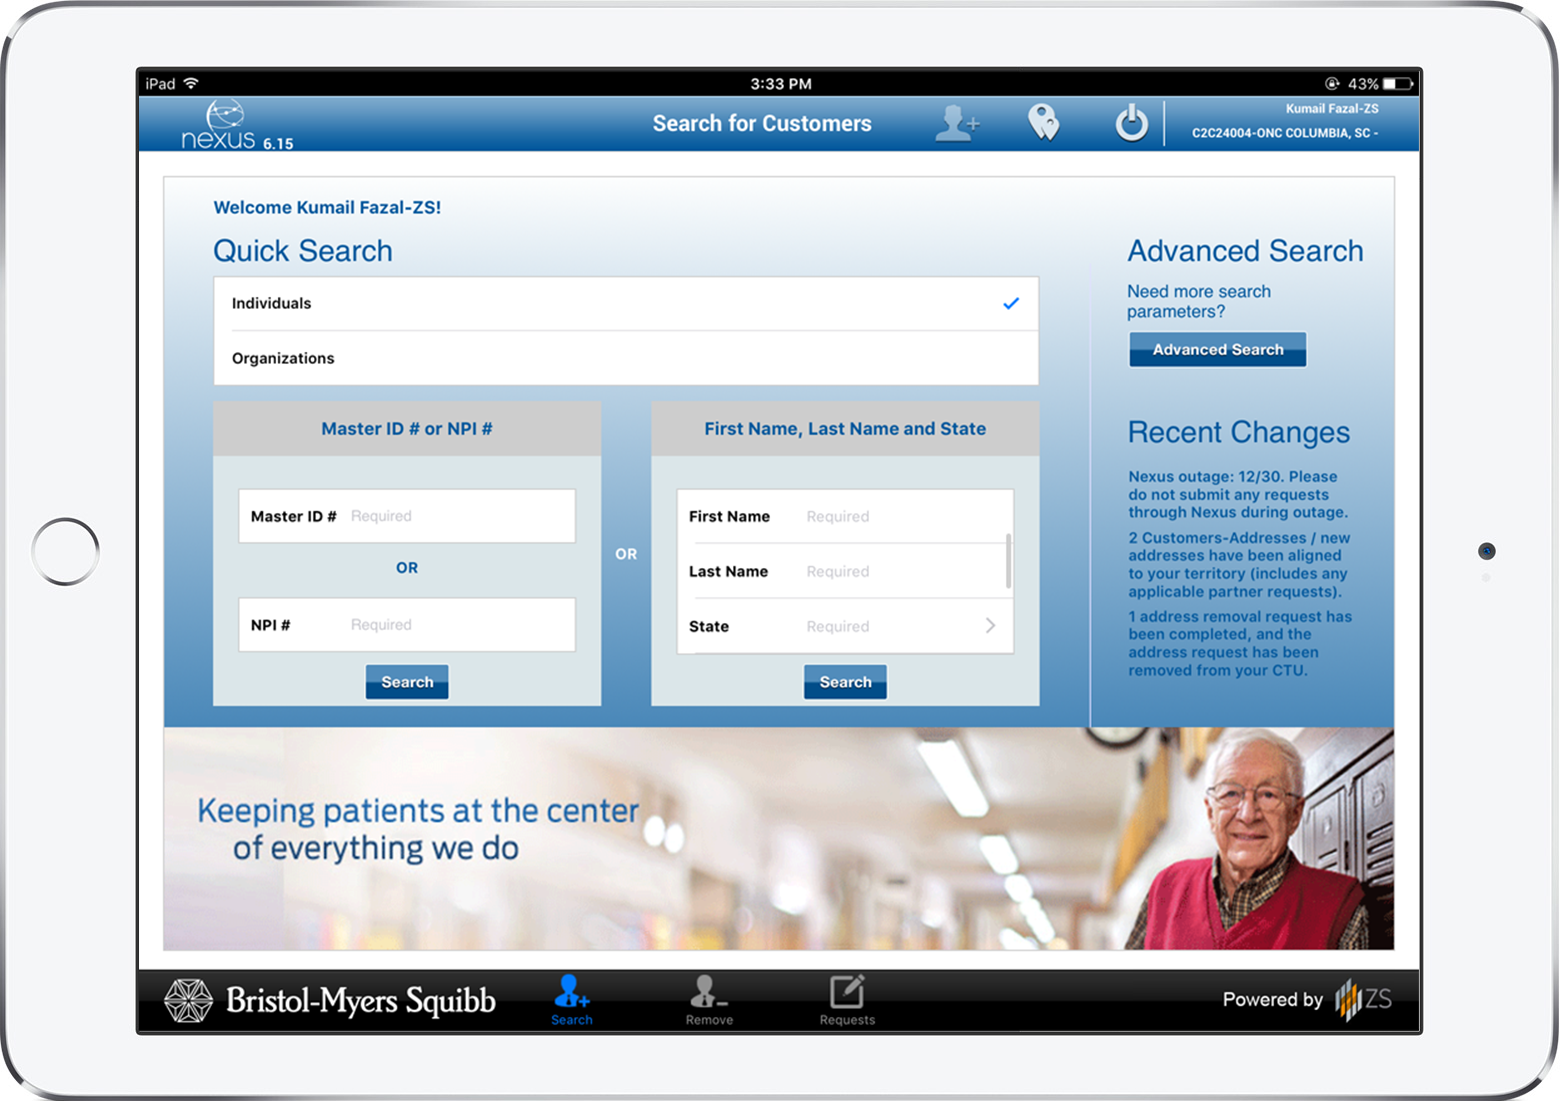 iPad
3:33 PM
43%
nexus 6.15
Search for Customers
Kumail Fazal-ZS
C2C24004-ONC COLUMBIA, SC -
Welcome Kumail Fazal-ZS!
Quick Search
Individuals
Organizations
Master ID # or NPI #
Master ID # Required
OR
NPI # Required
Search
OR
First Name, Last Name and State
First Name Required
Last Name Required
State Required
Search
Advanced Search
Need more search
parameters?
Advanced Search
Recent Changes
Nexus outage: 12/30. Please
do not submit any requests
through Nexus during outage.
2 Customers-Addresses / new
addresses have been aligned
to your territory (includes any
applicable partner requests).
1 address removal request has
been completed, and the
address request has been
removed from your CTU.
Keeping patients at the center
of everything we do
Bristol-Myers Squibb
Search
Remove
Requests
Powered by ZS